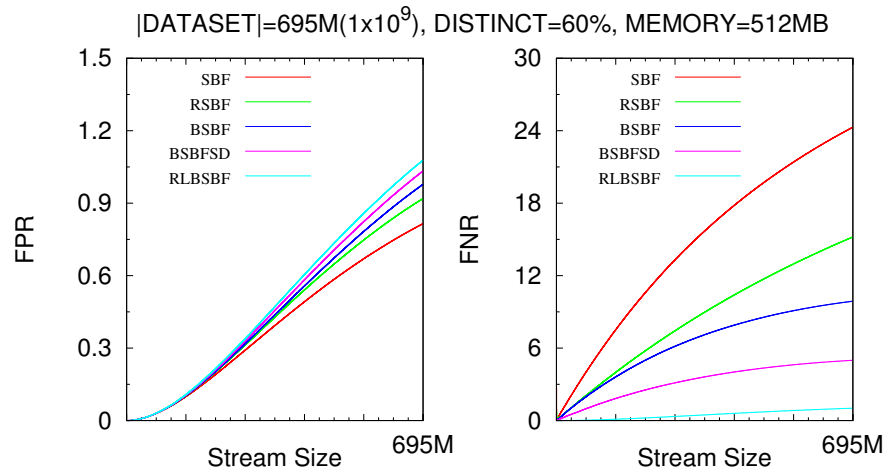 |DATASET|=695M(1x10^9), DISTINCT=60%, MEMORY=512MB
1.5
1.2
0.9
0.6
0.3
0
FPR
SBF
RSBF
BSBF
BSBFSD
RLBSBF
Stream Size
695M
30
24
18
12
6
0
FNR
SBF
RSBF
BSBF
BSBFSD
RLBSBF
Stream Size
695M